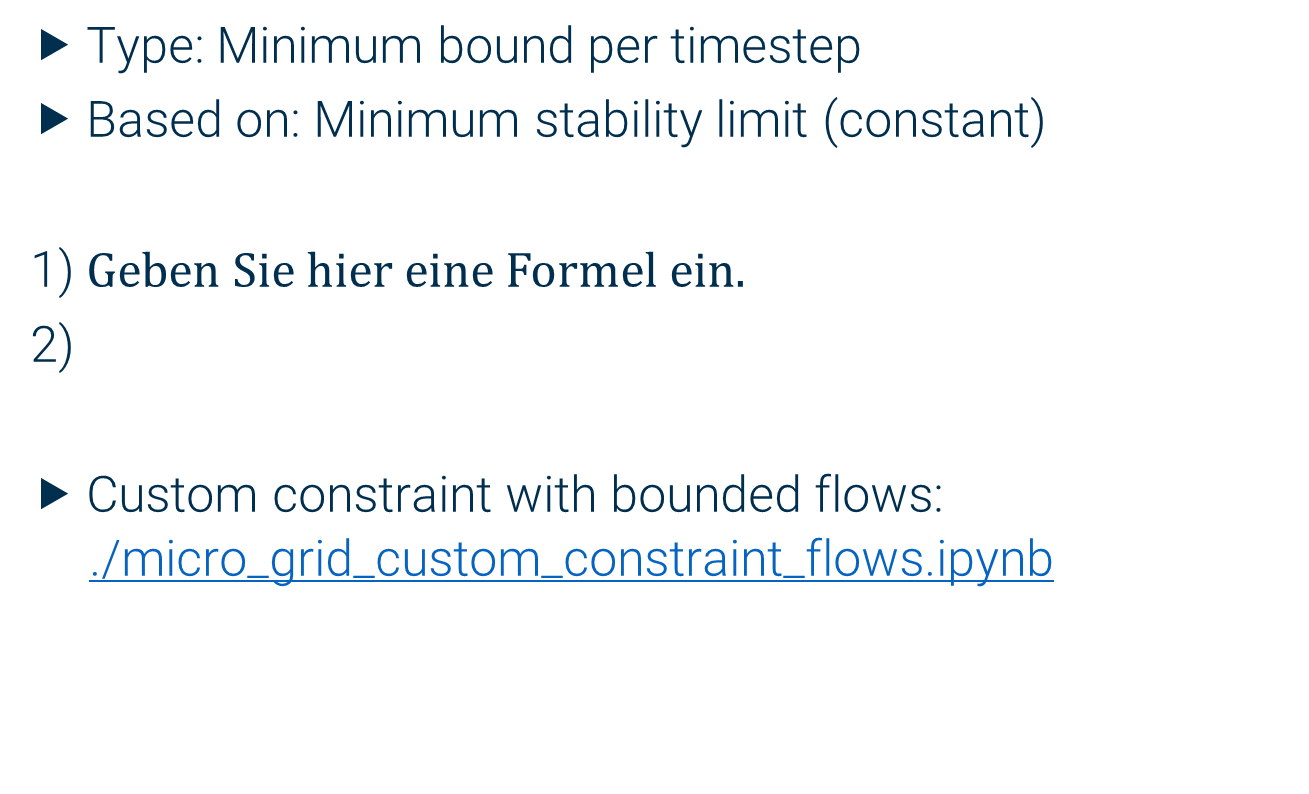 ▶ Type: Minimum bound per timestep
▶ Based on: Minimum stability limit (constant)
1) Geben Sie hier eine Formel ein.
2)
▶ Custom constraint with bounded flows:
./micro_grid_custom_constraint_flows.ipynb